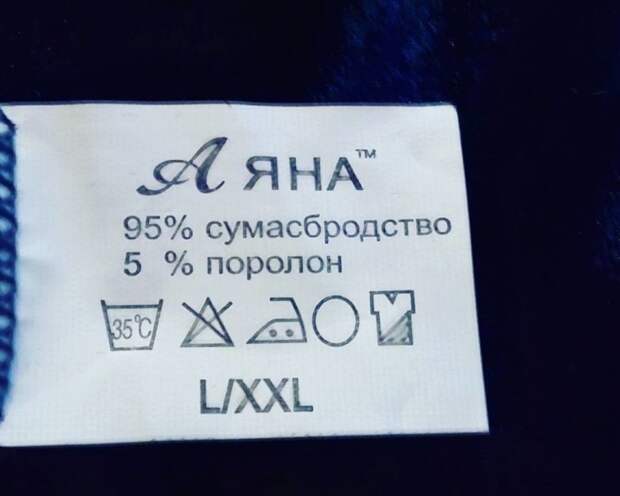 А ЯНА™
95% сумасбродство
5 % поролон
35°C
L/XXL